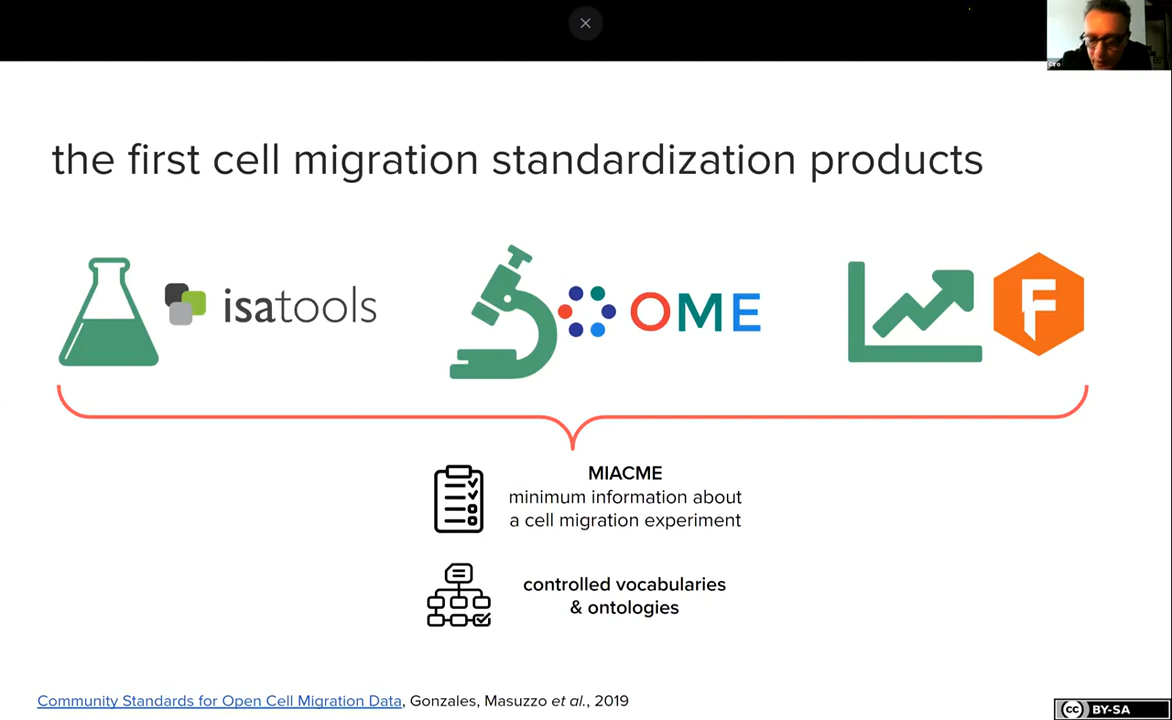 the first cell migration standardization products
isatools
OME
F
MIACME
minimum information about
a cell migration experiment
controlled vocabularies
& ontologies
Community Standards for Open Cell Migration Data, Gonzales, Masuzzo et al., 2019
cc BY-SA